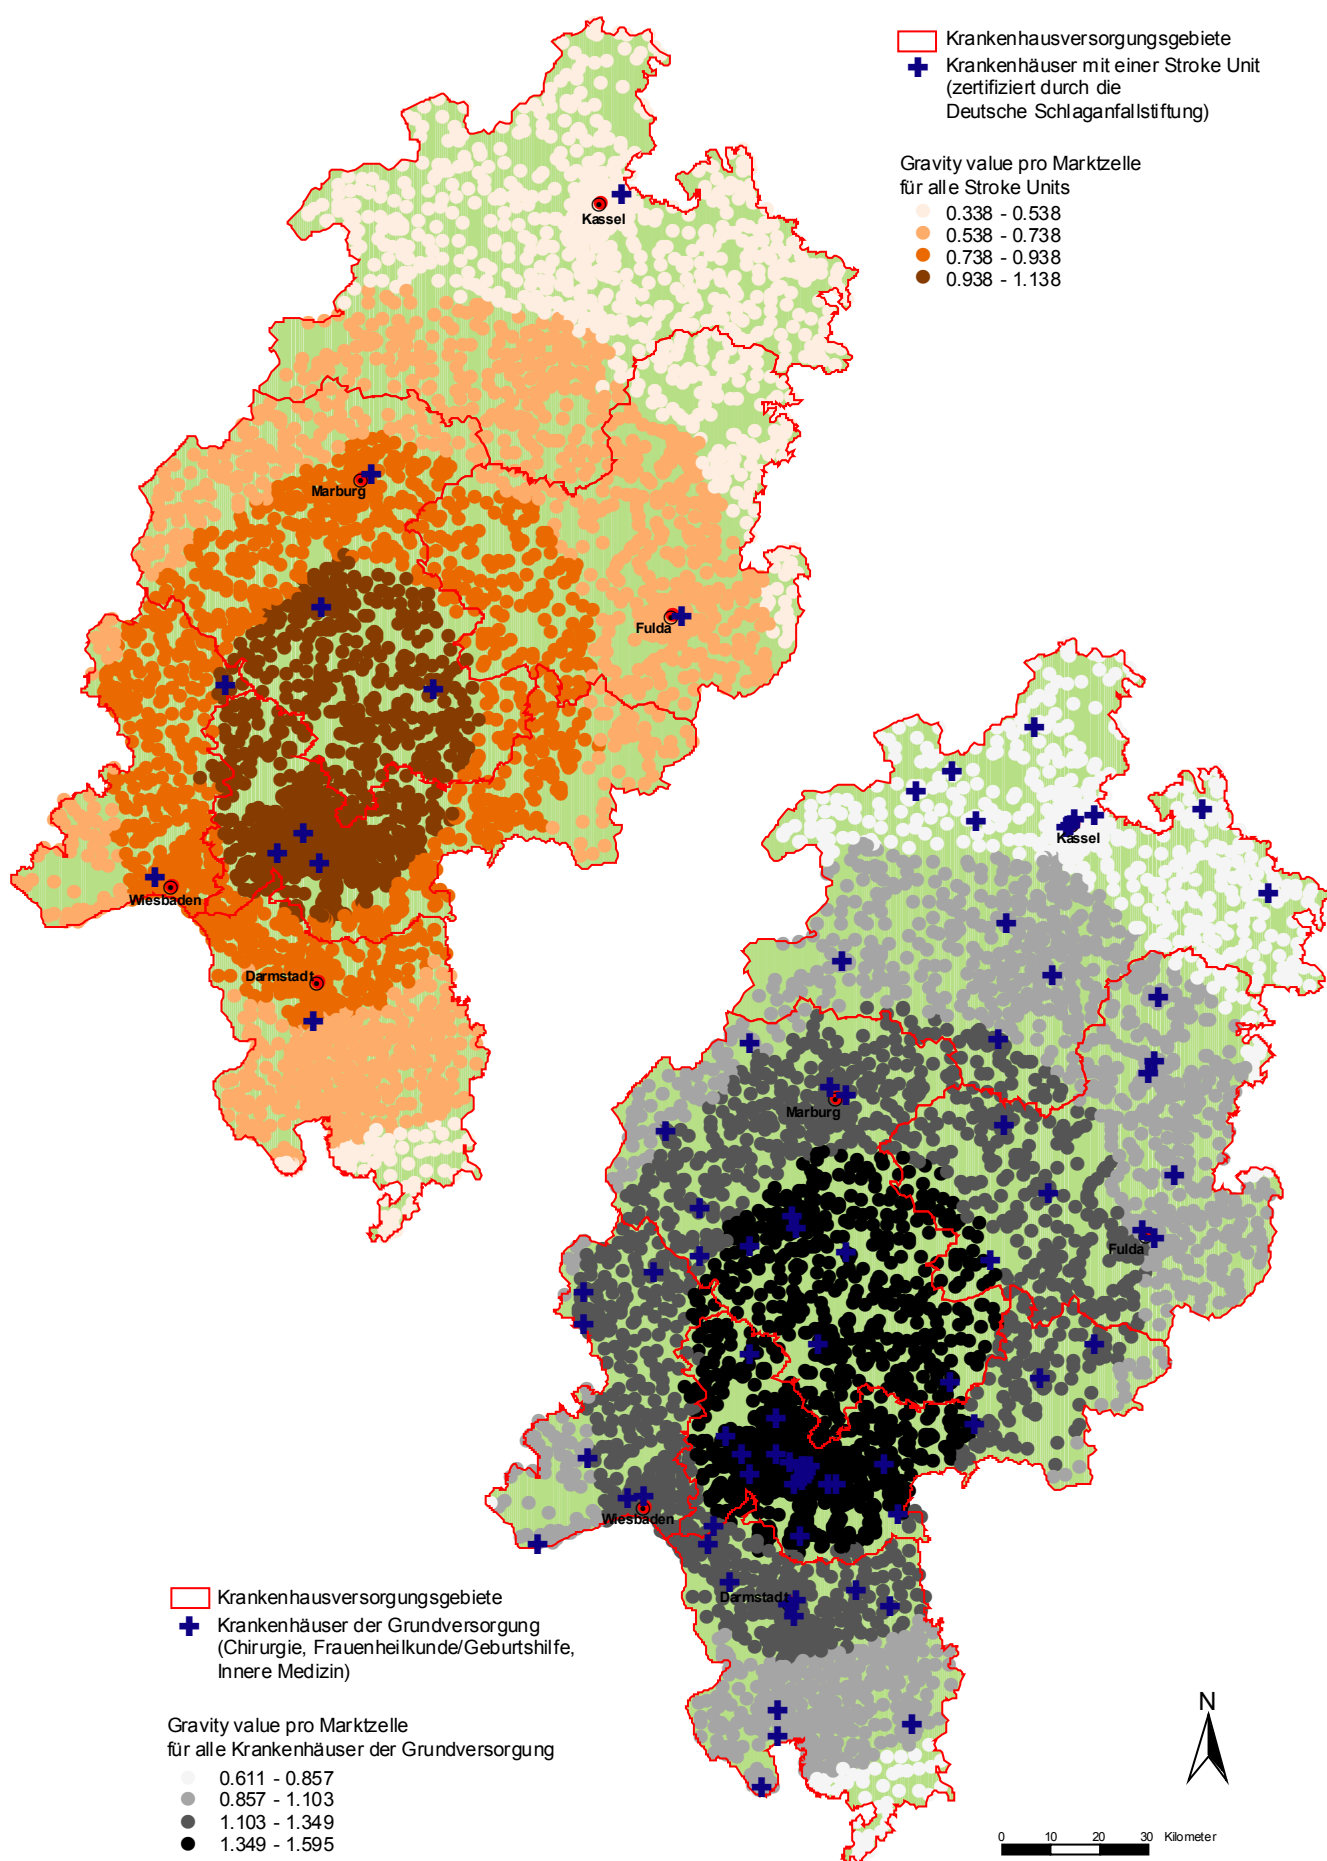 Krankenhausversorgungsgebiete
Krankenhäuser mit einer Stroke Unit
(zertifiziert durch die
Deutsche Schlaganfallstiftung)
Gravity value pro Marktzelle
für alle Stroke Units
0.338 - 0.538
0.538 - 0.738
0.738 - 0.938
0.938 - 1.138
Kassel
Marburg
Fulda
Wiesbaden
Darmstadt
Kassel
Marburg
Fulda
Wiesbaden
Darmstadt
Krankenhausversorgungsgebiete
Krankenhäuser der Grundversorgung
(Chirurgie, Frauenheilkunde/Geburtshilfe,
Innere Medizin)
Gravity value pro Marktzelle
für alle Krankenhäuser der Grundversorgung
0.611 - 0.857
0.857 - 1.103
1.103 - 1.349
1.349 - 1.595
N
0 10 20 30 Kilometer